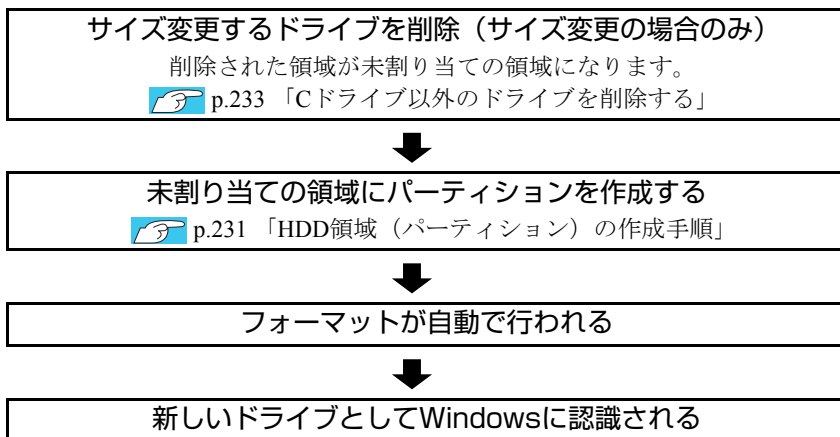 サイズ変更するドライブを削除（サイズ変更の場合のみ）
削除された領域が未割り当ての領域になります。
p.233 「Cドライブ以外のドライブを削除する」
未割り当ての領域にパーティションを作成する
p.231 「HDD領域（パーティション）の作成手順」
フォーマットが自動で行われる
新しいドライブとしてWindowsに認識される